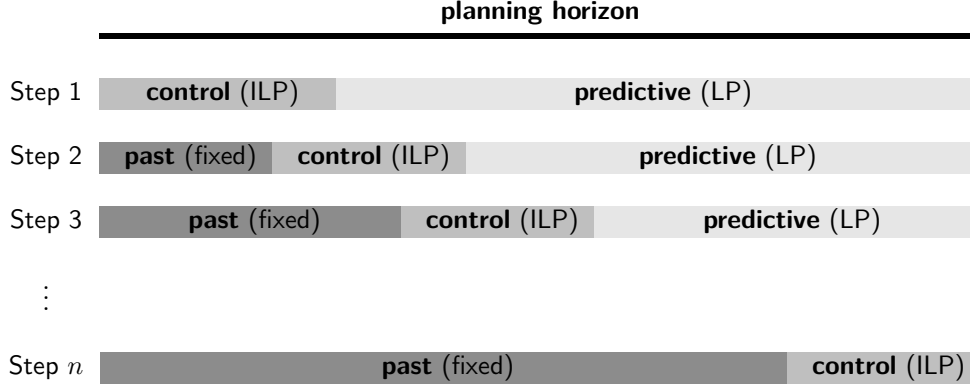 planning horizon
Step 1 control (ILP) predictive (LP)
Step 2 past (fixed) control (ILP) predictive (LP)
Step 3 past (fixed) control (ILP) predictive (LP)
⋮
Step n past (fixed) control (ILP)